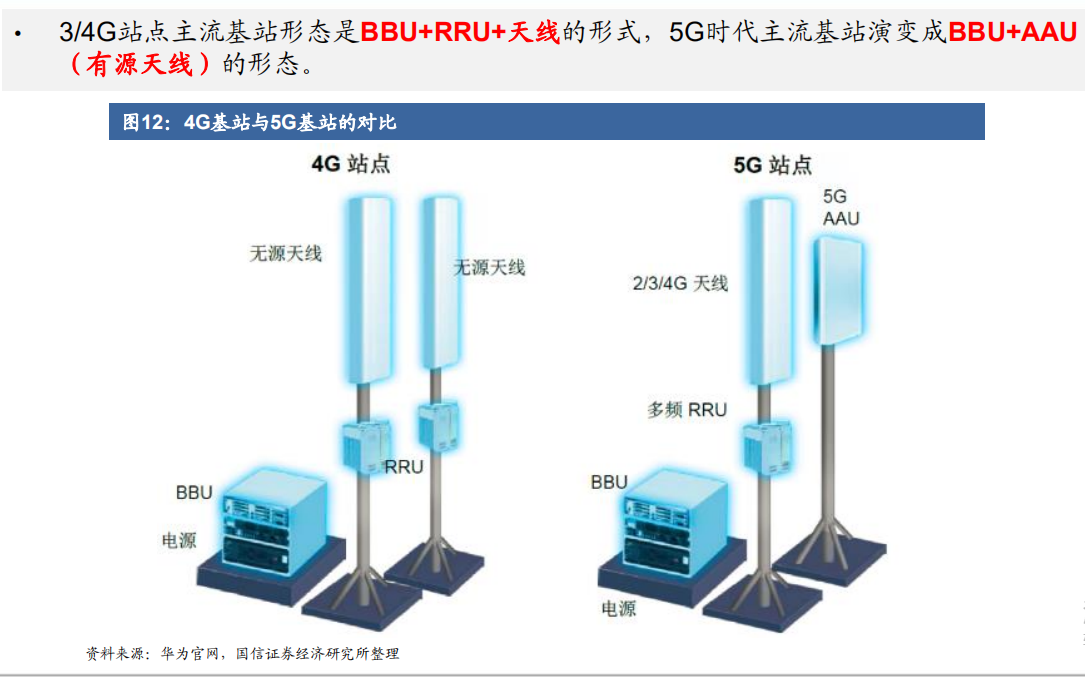 • 3/4G站点主流基站形态是BBU+RRU+天线的形式，5G时代主流基站演变成BBU+AAU
（有源天线）的形态。
图12：4G基站与5G基站的对比
4G 站点
5G 站点
无源天线
无源天线
RRU
BBU
电源
5G
AAU
2/3/4G 天线
多频 RRU
BBU
电源
资料来源：华为官网，国信证券经济研究所整理